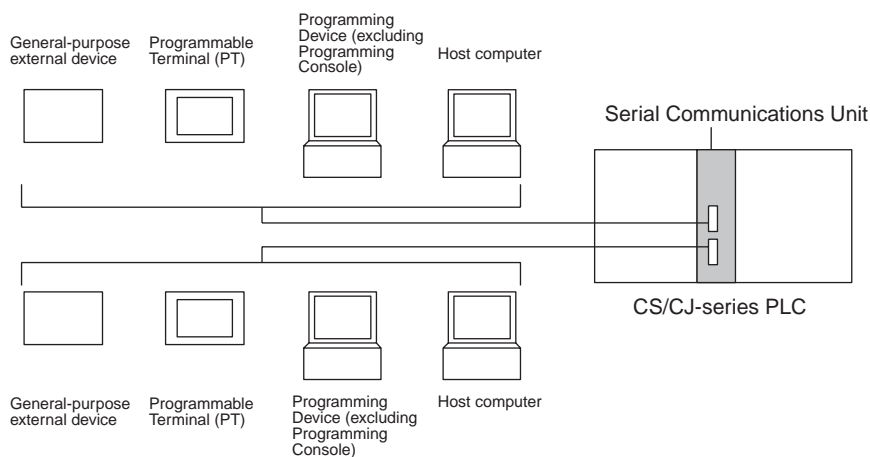 General-purpose
external device
Programmable
Terminal (PT)
Programming
Device (excluding
Programming
Console)
Host computer
Serial Communications Unit
CS/CJ-series PLC
General-purpose
external device
Programmable
Terminal (PT)
Programming
Device (excluding
Programming
Console)
Host computer